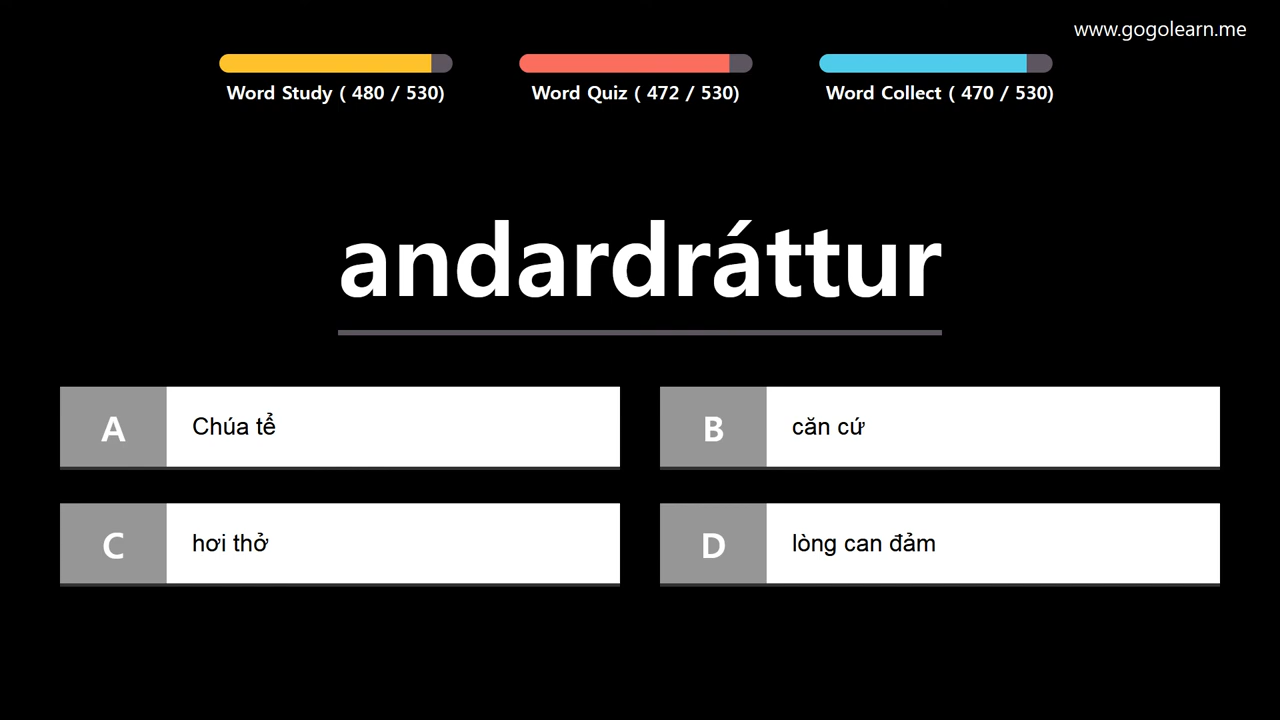 www.gogolearn.me
Word Study ( 480 / 530)
Word Quiz ( 472 / 530)
Word Collect ( 470 / 530)
andardráttur
A Chúa tể
B căn cứ
C hơi thở
D lòng can đảm